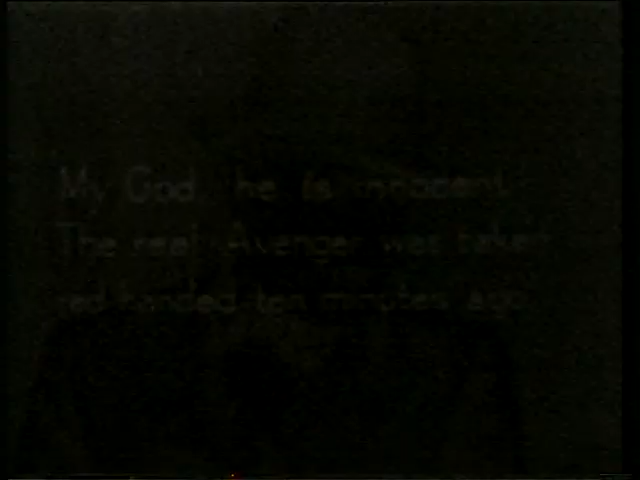 My God, he is innocent
The real Avenger was taken
red handed ten minutes ago